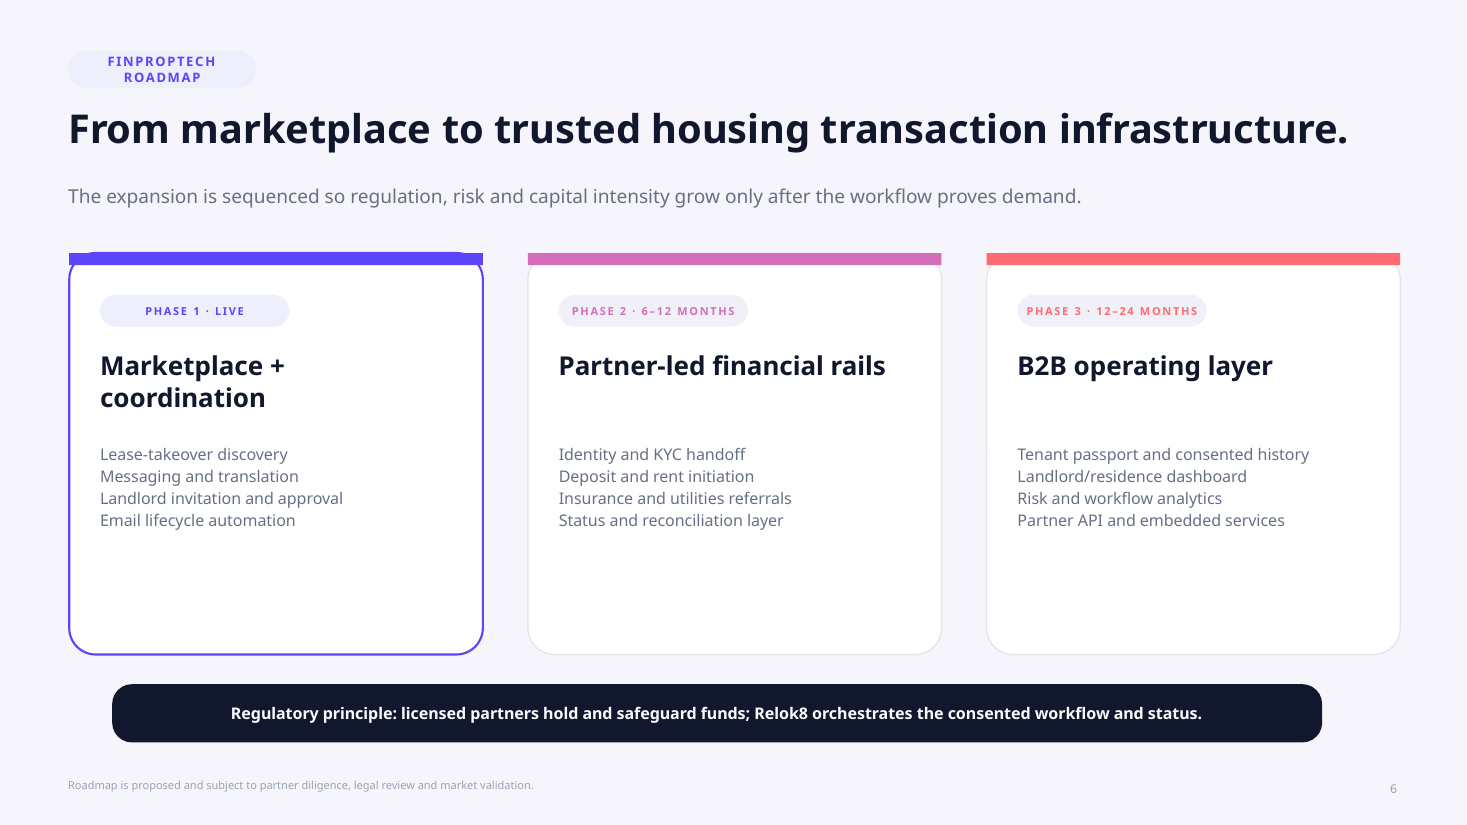 FINPROPTECH
ROADMAP
From marketplace to trusted housing transaction infrastructure.
The expansion is sequenced so regulation, risk and capital intensity grow only after the workflow proves demand.
PHASE 1 · LIVE
Marketplace +
coordination
Lease-takeover discovery
Messaging and translation
Landlord invitation and approval
Email lifecycle automation
PHASE 2 · 6–12 MONTHS
Partner-led financial rails
Identity and KYC handoff
Deposit and rent initiation
Insurance and utilities referrals
Status and reconciliation layer
PHASE 3 · 12–24 MONTHS
B2B operating layer
Tenant passport and consented history
Landlord/residence dashboard
Risk and workflow analytics
Partner API and embedded services
Regulatory principle: licensed partners hold and safeguard funds; Relok8 orchestrates the consented workflow and status.
Roadmap is proposed and subject to partner diligence, legal review and market validation.
6